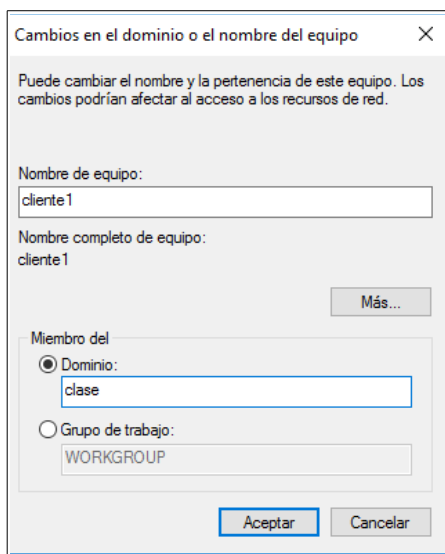 Cambios en el dominio o el nombre del equipo
Puede cambiar el nombre y la pertenencia de este equipo. Los
cambios podrían afectar al acceso a los recursos de red.
Nombre de equipo:
cliente1
Nombre completo de equipo:
cliente1
Más...
Miembro del
Dominio:
clase
Grupo de trabajo:
WORKGROUP
Aceptar
Cancelar